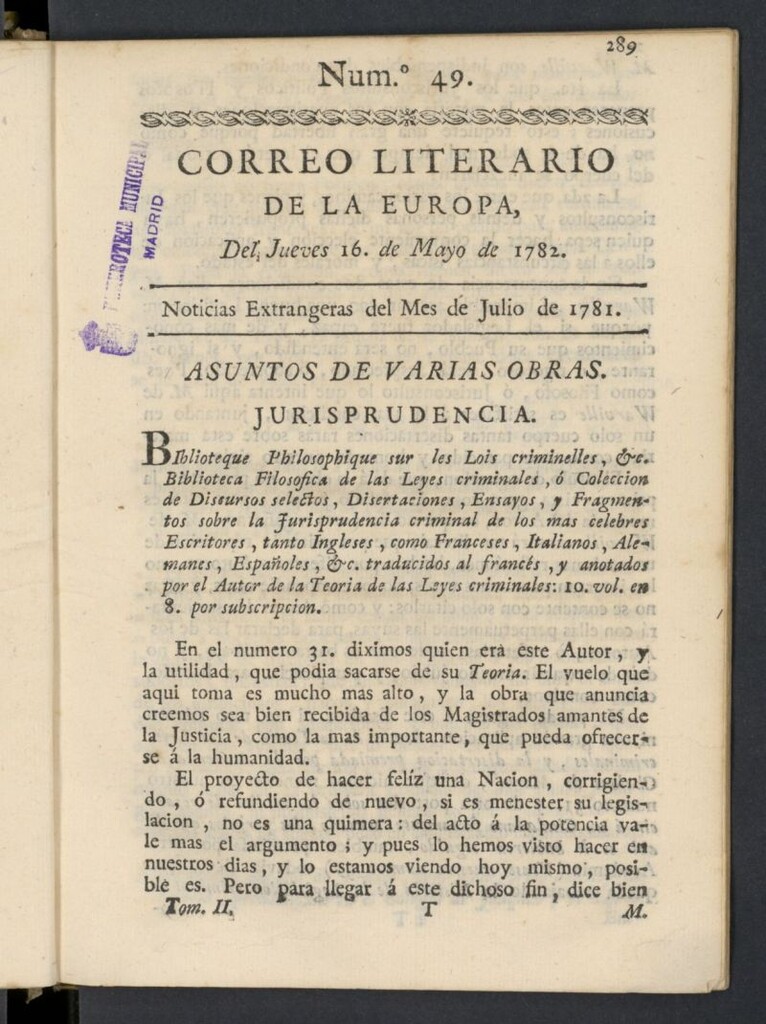 289
Num.º 49.
CORREO LITERARIO
DE LA EUROPA,
Del Jueves 16. de Mayo de 1782.
Noticias Extrangeras del Mes de Julio de 1781.
ASUNTOS DE VARIAS OBRAS.
JURISPRUDENCIA.
BIblioteque Philosophique sur les Lois criminelles, &c.
Biblioteca Filosofica de las Leyes criminales, ó Coleccion
de Discursos selectos, Disertaciones, Ensayos, y Fragmen-
tos sobre la Jurisprudencia criminal de los mas celebres
Escritores, tanto Ingleses, como Franceses, Italianos, Ale-
manes, Españoles, &c. traducidos al francés, y anotados
por el Autor de la Teoria de las Leyes criminales: 10. vol. en
8. por subscripcion.
En el numero 31. diximos quien era este Autor, y
la utilidad, que podia sacarse de su Teoria. El vuelo que
aqui toma es mucho mas alto, y la obra que anuncia
creemos sea bien recibida de los Magistrados amantes de
la Justicia, como la mas importante, que pueda ofrecer-
se á la humanidad.
El proyecto de hacer felíz una Nacion, corrigien-
do, ó refundiendo de nuevo, si es menester su legis-
lacion, no es una quimera: del acto á la potencia va-
le mas el argumento; y pues lo hemos visto hacer en
nuestros dias, y lo estamos viendo hoy mismo, posi-
ble es. Pero para llegar á este dichoso fin, dice bien
Tom. II. T M.
HEMEROTECA MUNICIPAL
MADRID